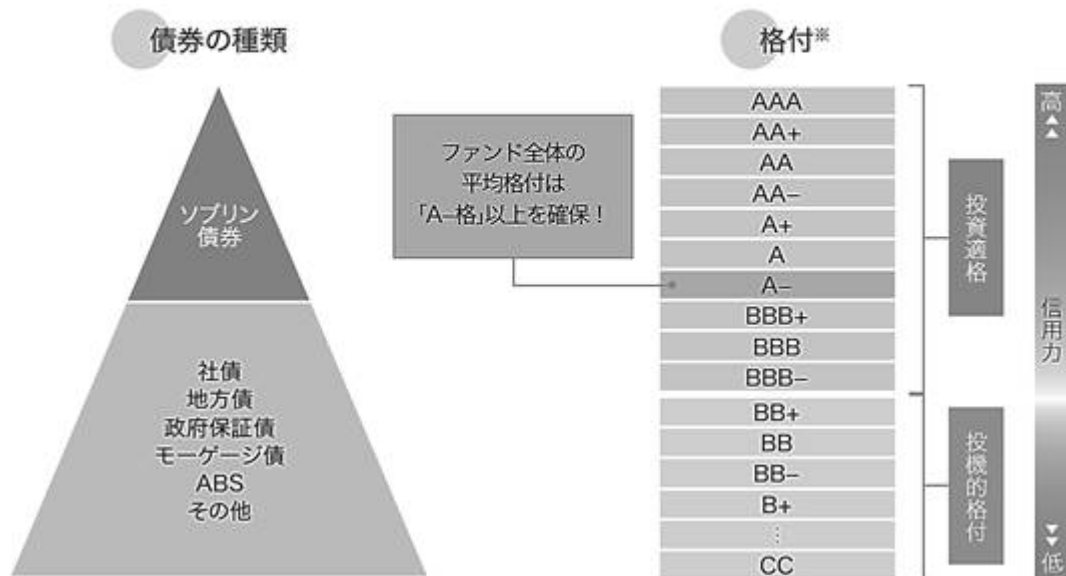 債券の種類
ソブリン
債券
社債
地方債
政府保証債
モーゲージ債
ABS
その他
格付※
ファンド全体の
平均格付は
「A−格」以上を確保！
AAA
AA+
AA
AA−
A+
A
A−
BBB+
BBB
BBB−
BB+
BB
BB−
B+
⋮
CC
投資適格
投機的格付
高
信用力
低